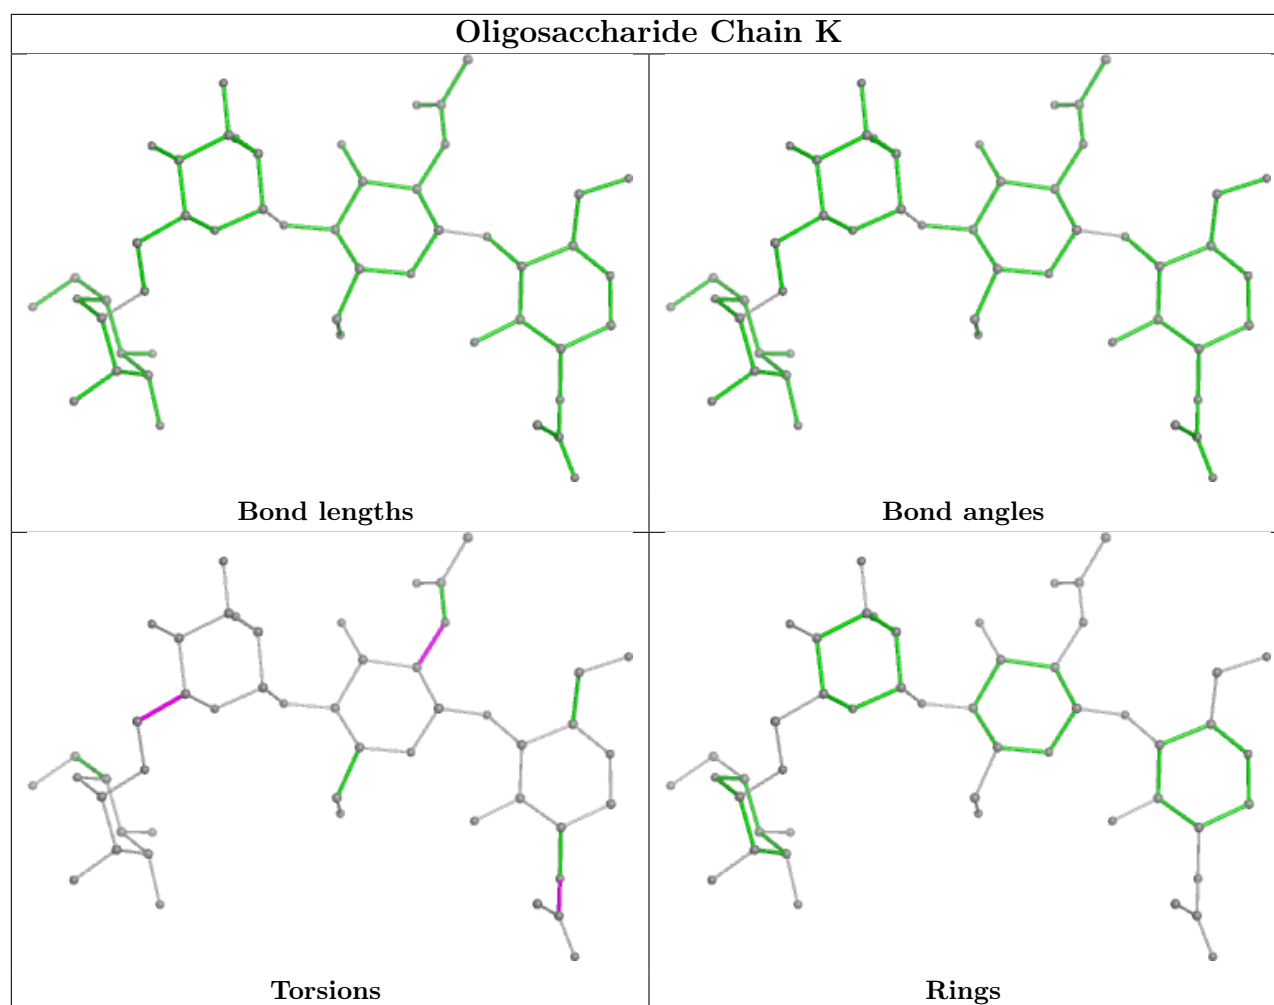 Oligosaccharide Chain K
Bond lengths
Bond angles
Torsions
Rings